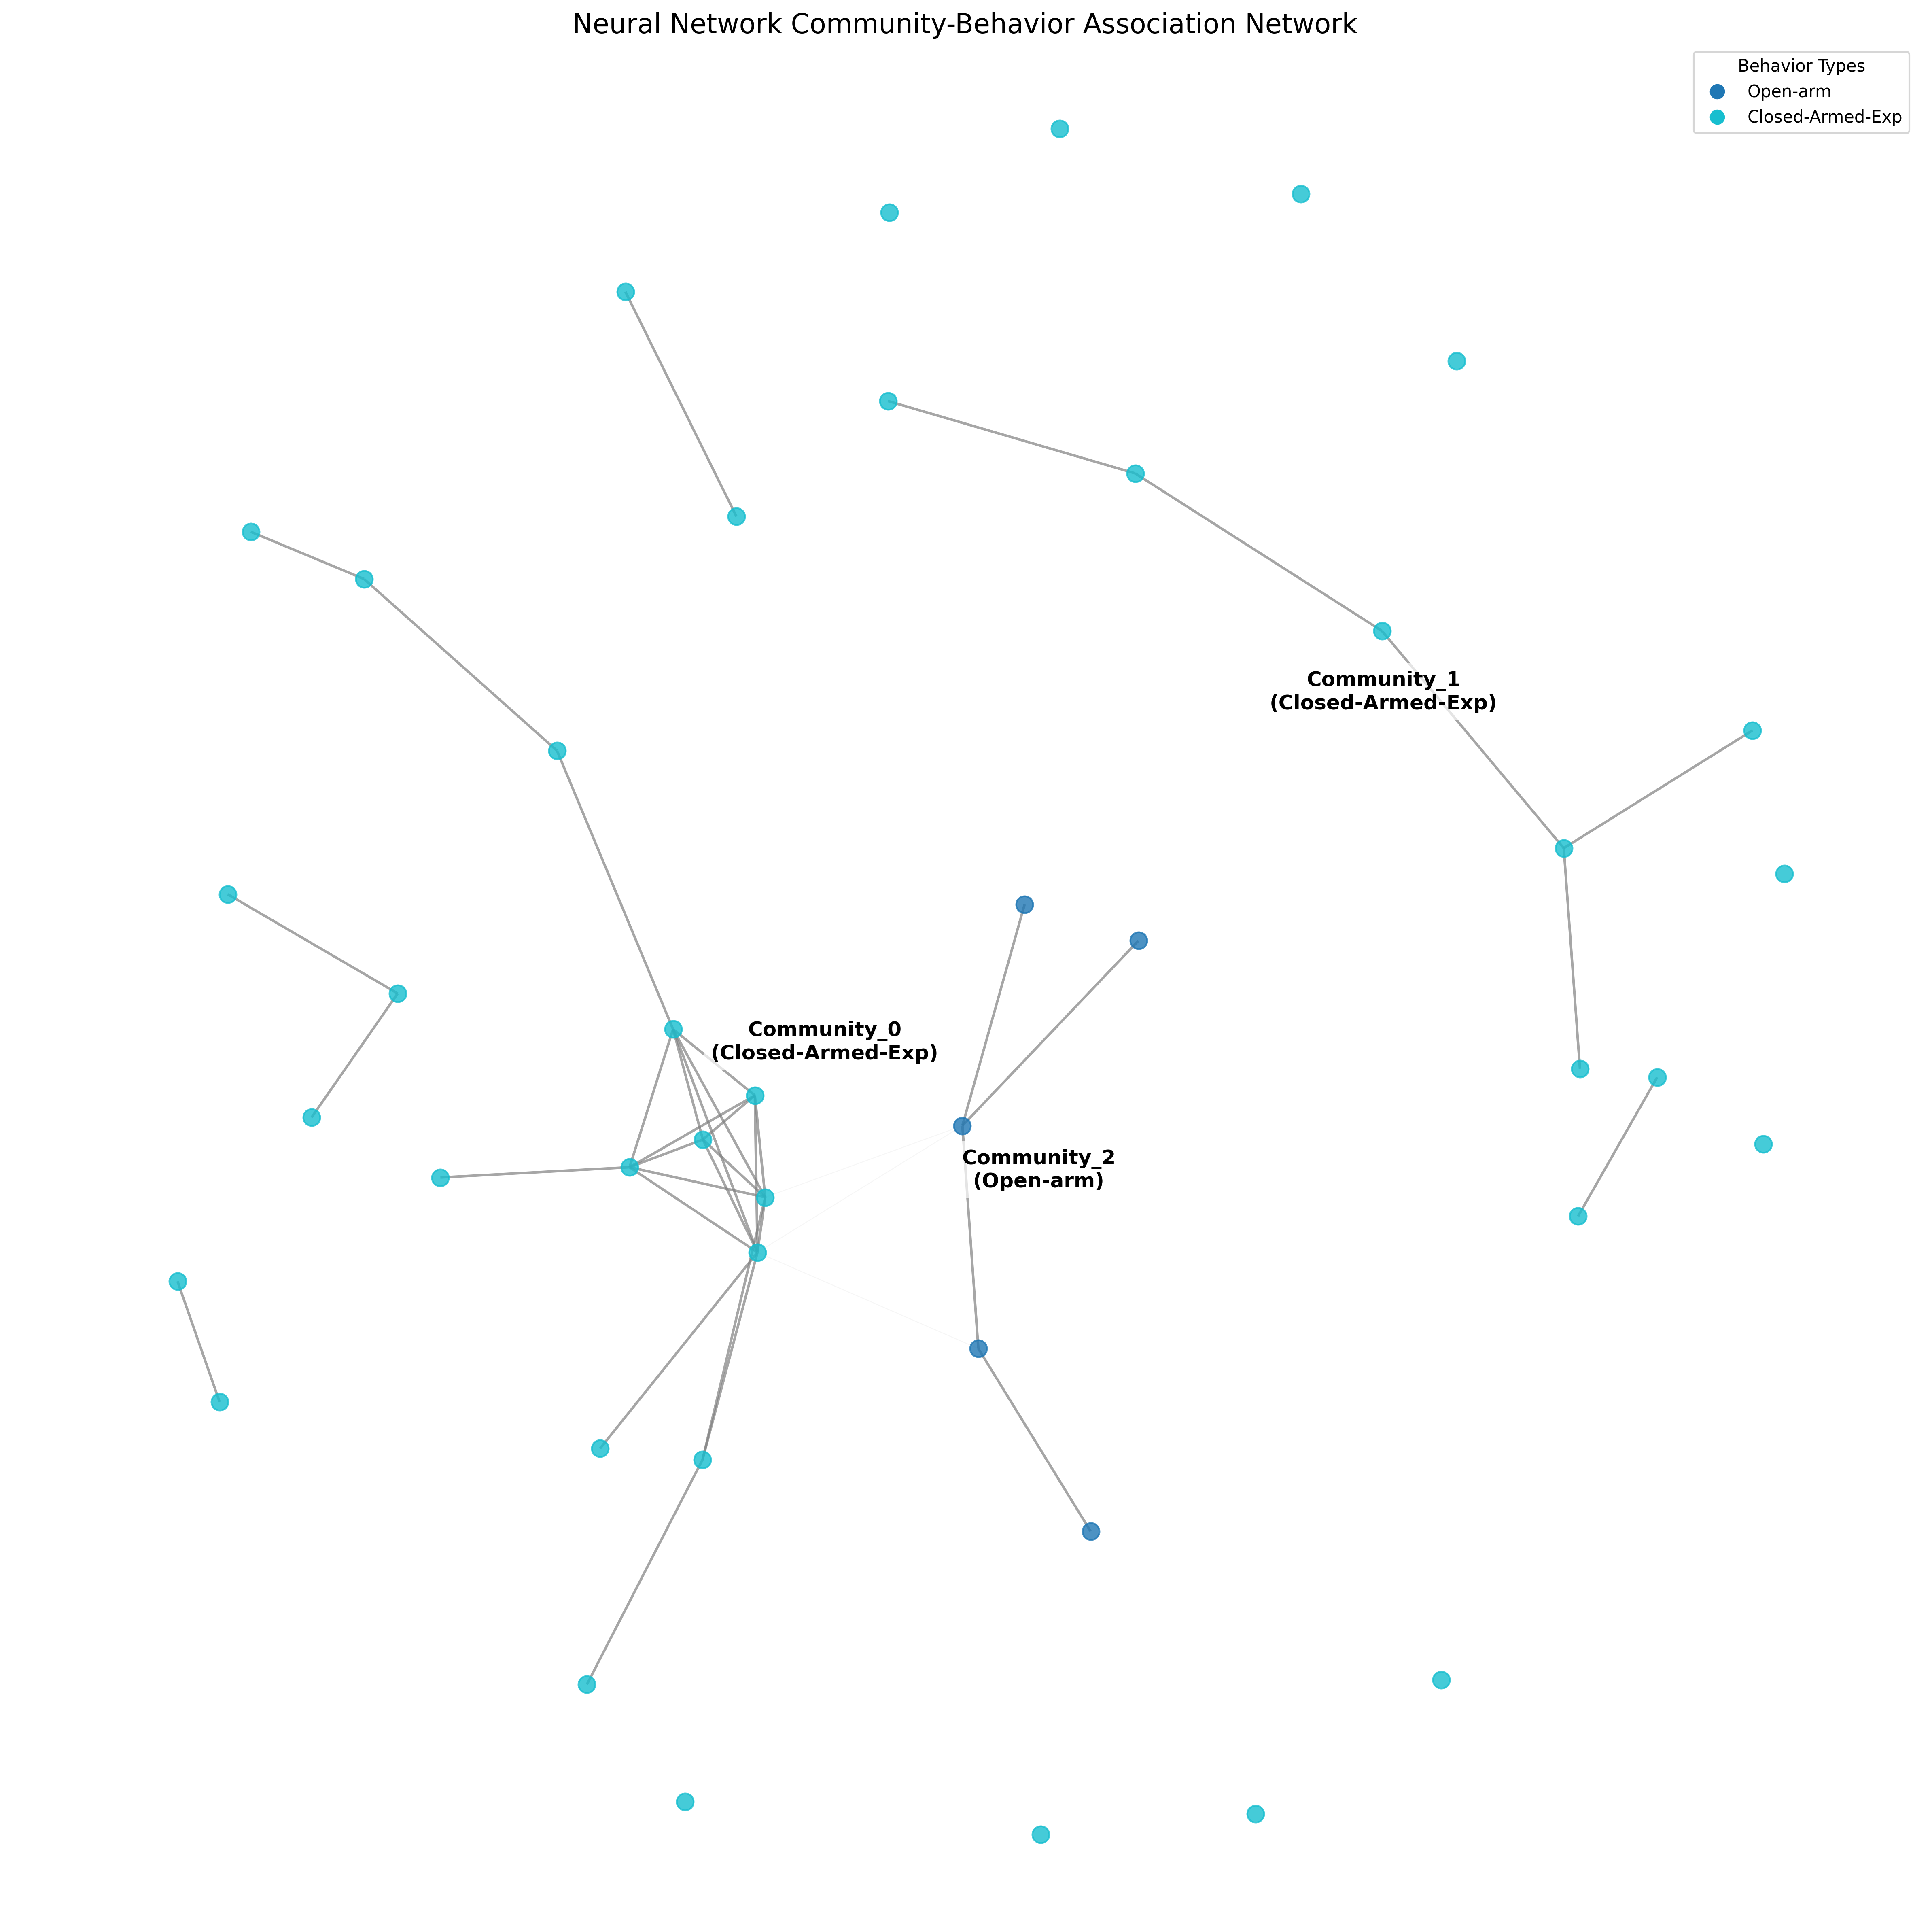 Neural Network Community-Behavior Association Network
Behavior Types
Open-arm
Closed-Armed-Exp
Community_1
(Closed-Armed-Exp)
Community_0
(Closed-Armed-Exp)
Community_2
(Open-arm)